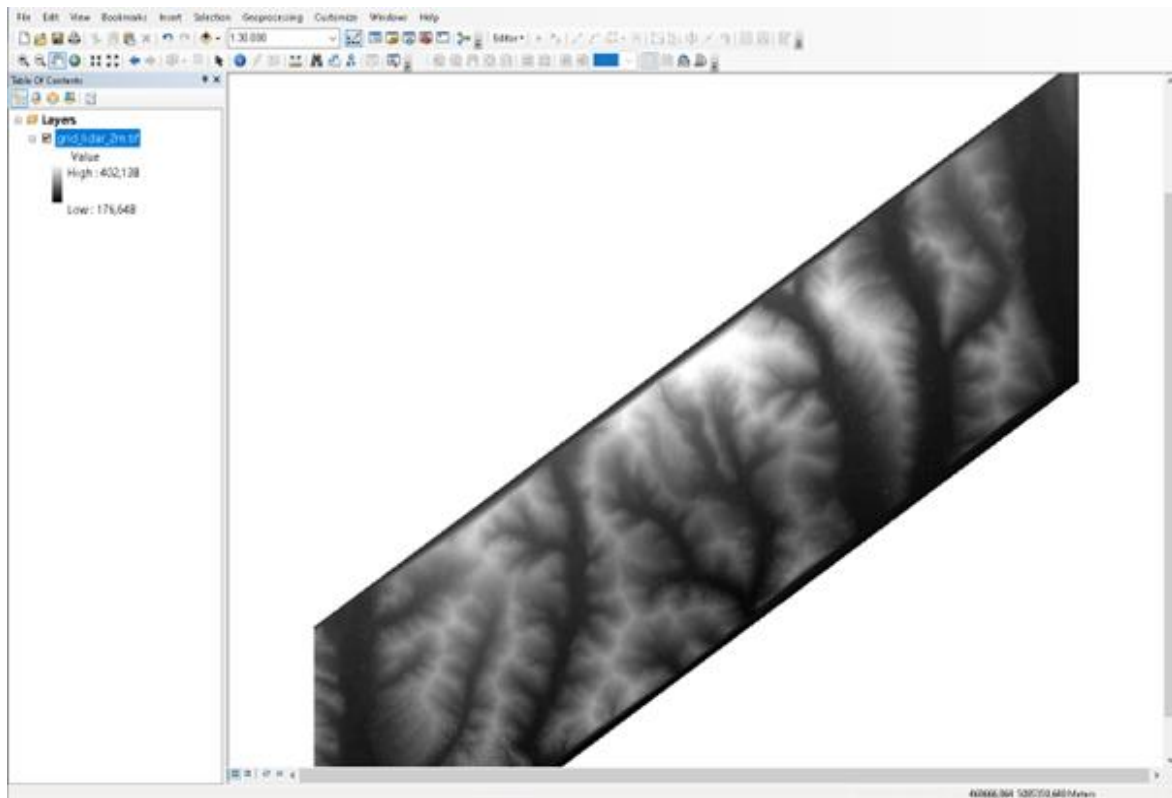 File Edit View Bookmarks Insert Selection Geoprocessing Customize Windows Help
1:30.000
Editor
Table Of Contents
Layers
grid_lidar_2m.tif
Value
High : 402,138
Low : 176,648
Meters